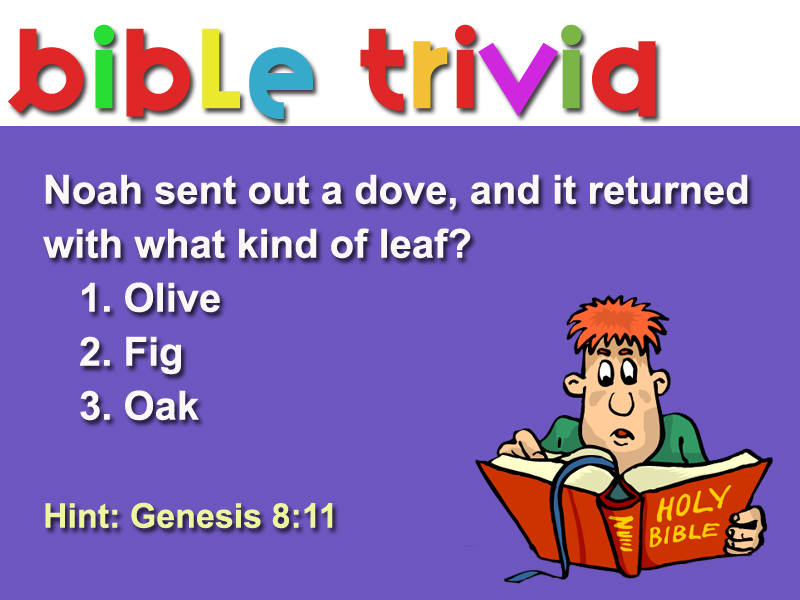 bible trivia
Noah sent out a dove, and it returned
with what kind of leaf?
1. Olive
2. Fig
3. Oak
Hint: Genesis 8:11
HOLY
BIBLE